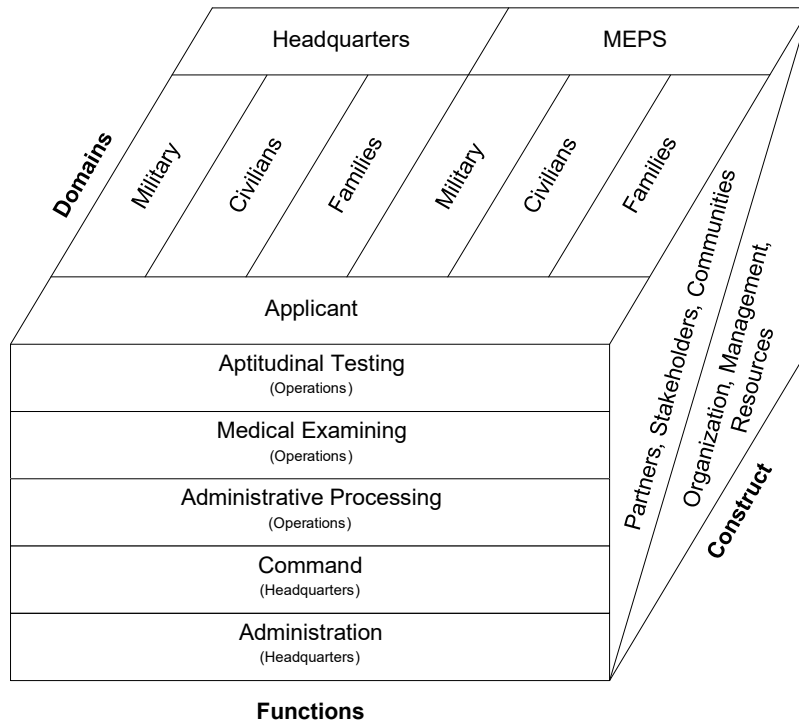 Headquarters
MEPS
Domains
Military
Civilians
Families
Military
Civilians
Families
Applicant
Aptitudinal Testing
(Operations)
Medical Examining
(Operations)
Administrative Processing
(Operations)
Command
(Headquarters)
Administration
(Headquarters)
Functions
Partners, Stakeholders, Communities
Organization, Management,
Resources
Construct